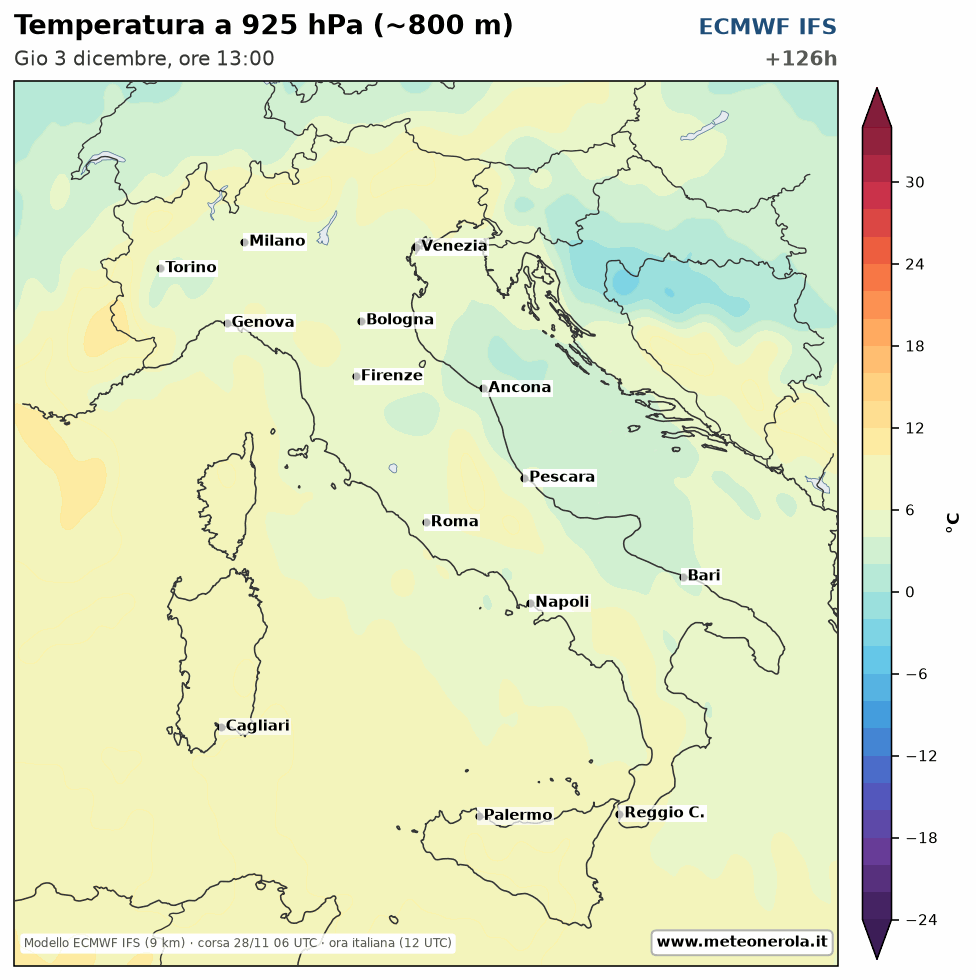 Temperatura a 925 hPa (~800 m)
ECMWF IFS
Gio 3 dicembre, ore 13:00
+126h
Milano
Venezia
Torino
Genova
Bologna
Firenze
Ancona
Pescara
Roma
Bari
Napoli
Cagliari
Palermo
Reggio C.
30
24
18
12
6
0
−6
−12
−18
−24
°C
Modello ECMWF IFS (9 km) · corsa 28/11 06 UTC · ora italiana (12 UTC)
www.meteonerola.it